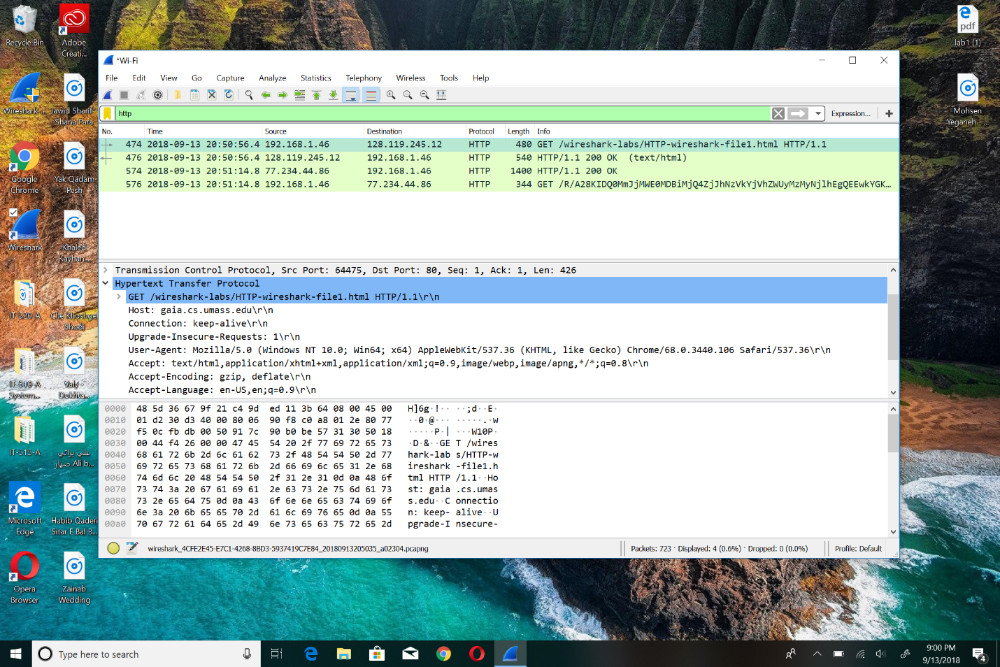 Recycle Bin
Adobe
Creati...
Wireshark ...
Jawid Sharif -
Shana Para
Google
Chrome
Yak Qadam
Pesh
Wireshark
Khaled
Kayhan...
IT-520-A
Che Khoshgel
Shodi
IT-510-A
System...
Valy -
Dokhta...
IT-515-A
علي براتي
صيار Ali b...
Microsoft
Edge
Habib Qaderi
Sitar E Bal B...
Opera
Browser
Zainab
Wedding
pdf
lab1 (1)
Mohsen
Yeganeh - ...
*Wi-Fi
File Edit View Go Capture Analyze Statistics Telephony Wireless Tools Help
http
Expression...
No. Time Source Destination Protocol Length Info
474 2018-09-13 20:50:56.4 192.168.1.46 128.119.245.12 HTTP 480 GET /wireshark-labs/HTTP-wireshark-file1.html HTTP/1.1
476 2018-09-13 20:50:56.4 128.119.245.12 192.168.1.46 HTTP 540 HTTP/1.1 200 OK (text/html)
574 2018-09-13 20:51:14.8 77.234.44.86 192.168.1.46 HTTP 1400 HTTP/1.1 200 OK
576 2018-09-13 20:51:14.8 192.168.1.46 77.234.44.86 HTTP 344 GET /R/A28KIDQ0MmJjMWE0MDBiMjQ4ZjJhNzVkYjVhZWUyMzMyNjlhEgQEEwkYGK...
Transmission Control Protocol, Src Port: 64475, Dst Port: 80, Seq: 1, Ack: 1, Len: 426
Hypertext Transfer Protocol
GET /wireshark-labs/HTTP-wireshark-file1.html HTTP/1.1\r\n
Host: gaia.cs.umass.edu\r\n
Connection: keep-alive\r\n
Upgrade-Insecure-Requests: 1\r\n
User-Agent: Mozilla/5.0 (Windows NT 10.0; Win64; x64) AppleWebKit/537.36 (KHTML, like Gecko) Chrome/68.0.3440.106 Safari/537.36\r\n
Accept: text/html,application/xhtml+xml,application/xml;q=0.9,image/webp,image/apng,*/*;q=0.8\r\n
Accept-Encoding: gzip, deflate\r\n
Accept-Language: en-US,en;q=0.9\r\n
0000 48 5d 36 67 9f 21 c4 9d ed 11 3b 64 08 00 45 00 H]6g·!·· ··;d··E·
0010 01 d2 30 d3 40 00 80 06 90 f8 c0 a8 01 2e 80 77 ··0·@··· ·····.·w
0020 f5 0c fb db 00 50 91 7c 90 b0 be 57 31 30 50 18 ·····P·| ···W10P·
0030 00 44 f4 26 00 00 47 45 54 20 2f 77 69 72 65 73 ·D·&··GE T /wires
0040 68 61 72 6b 2d 6c 61 62 73 2f 48 54 54 50 2d 77 hark-lab s/HTTP-w
0050 69 72 65 73 68 61 72 6b 2d 66 69 6c 65 31 2e 68 ireshark -file1.h
0060 74 6d 6c 20 48 54 54 50 2f 31 2e 31 0d 0a 48 6f tml HTTP /1.1··Ho
0070 73 74 3a 20 67 61 69 61 2e 63 73 2e 75 6d 61 73 st: gaia .cs.umas
0080 73 2e 65 64 75 0d 0a 43 6f 6e 6e 65 63 74 69 6f s.edu··C onnectio
0090 6e 3a 20 6b 65 65 70 2d 61 6c 69 76 65 0d 0a 55 n: keep- alive··U
00a0 70 67 72 61 64 65 2d 49 6e 73 65 63 75 72 65 2d pgrade-I nsecure-
wireshark_4CFE2E45-E7C1-4268-8BD3-5937419C7E84_20180913205035_a02304.pcapng
Packets: 723 · Displayed: 4 (0.6%) · Dropped: 0 (0.0%)
Profile: Default
Type here to search
9:00 PM
9/13/2018
4